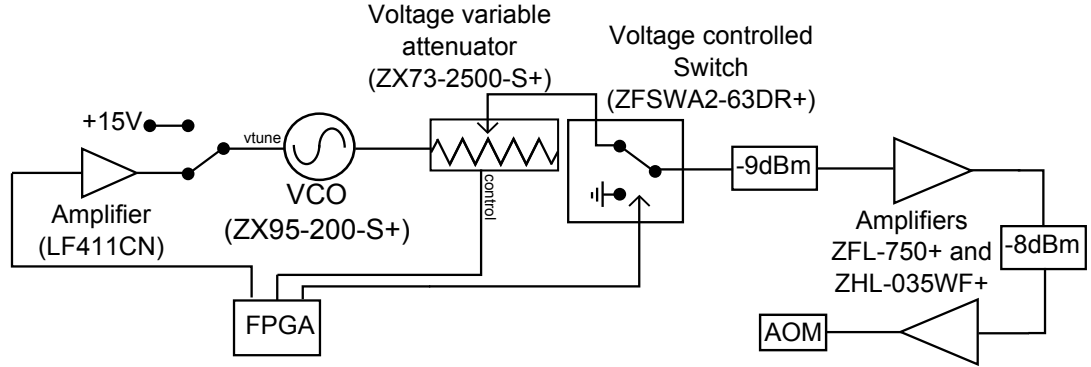 Voltage variable
attenuator
(ZX73-2500-S+)
Voltage controlled
Switch
(ZFSWA2-63DR+)
+15V
vtune
VCO
(ZX95-200-S+)
Amplifier
(LF411CN)
control
-9dBm
Amplifiers
ZFL-750+ and
ZHL-035WF+
-8dBm
FPGA
AOM